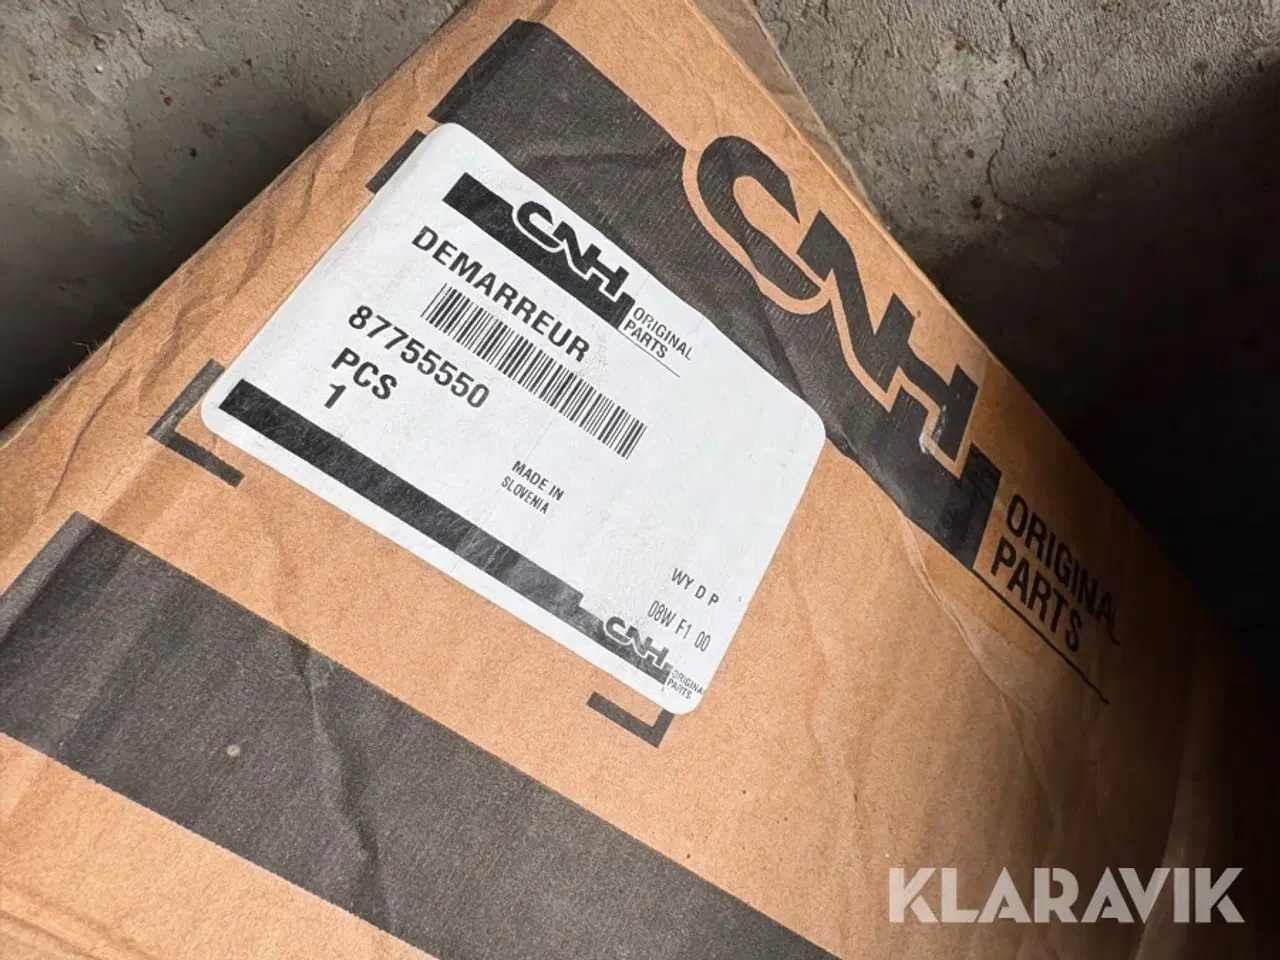 CNH
ORIGINAL
PARTS
CNH
ORIGINAL
PARTS
DEMARREUR
87755550
PCS
1
MADE IN
SLOVENIA
WY D P
08W F1 00
CNH
ORIGINAL
PARTS
KLARAVIK